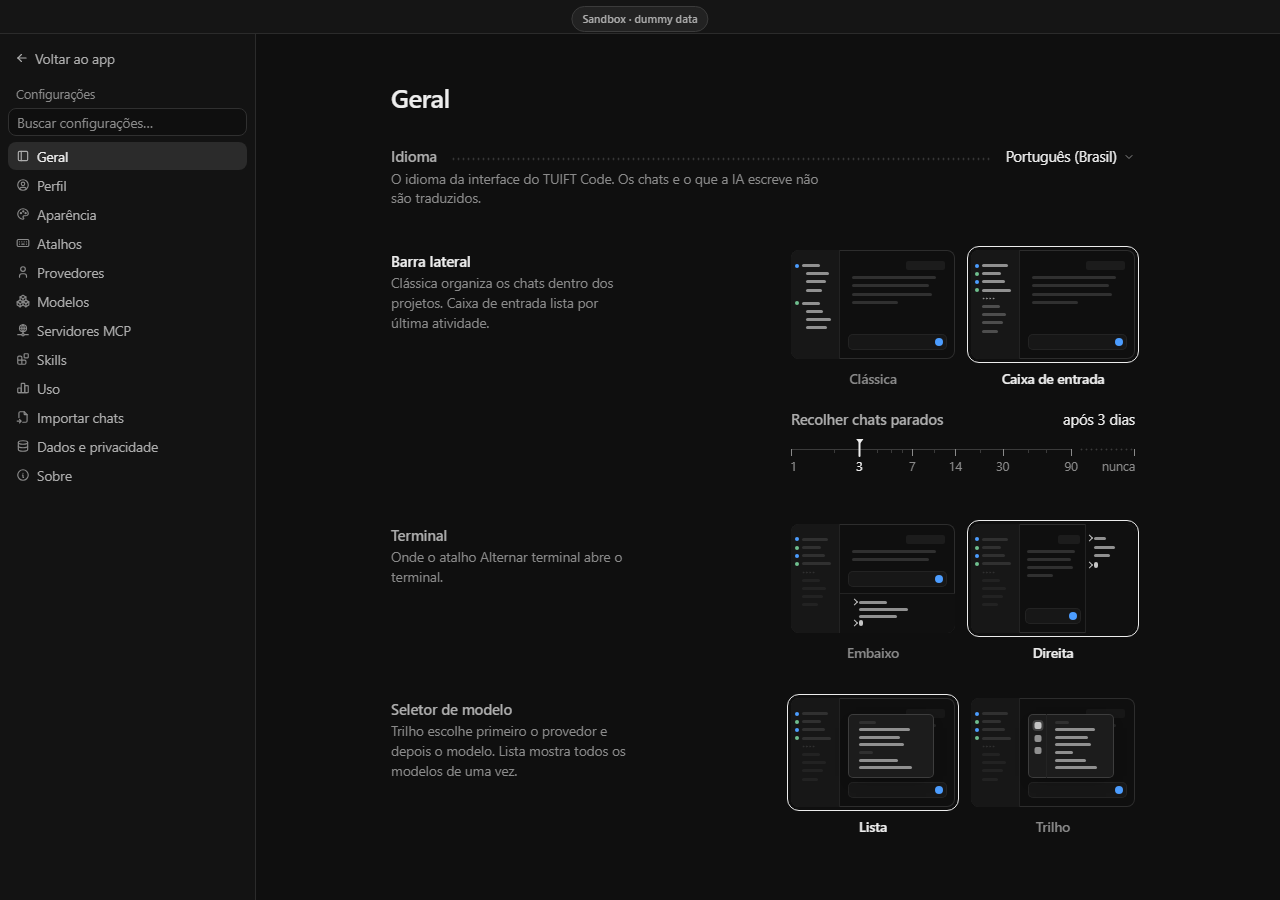 Sandbox · dummy data
Voltar ao app
Configurações
Buscar configurações...
Geral
Perfil
Aparência
Atalhos
Provedores
Modelos
Servidores MCP
Skills
Uso
Importar chats
Dados e privacidade
Sobre
Geral
Idioma
Português (Brasil)
O idioma da interface do TUIFT Code. Os chats e o que a IA escreve não
são traduzidos.
Barra lateral
Clássica organiza os chats dentro dos
projetos. Caixa de entrada lista por
última atividade.
Clássica
Caixa de entrada
Recolher chats parados
após 3 dias
1 3 7 14 30 90 nunca
Terminal
Onde o atalho Alternar terminal abre o
terminal.
Embaixo
Direita
Seletor de modelo
Trilho escolhe primeiro o provedor e
depois o modelo. Lista mostra todos os
modelos de uma vez.
Lista
Trilho